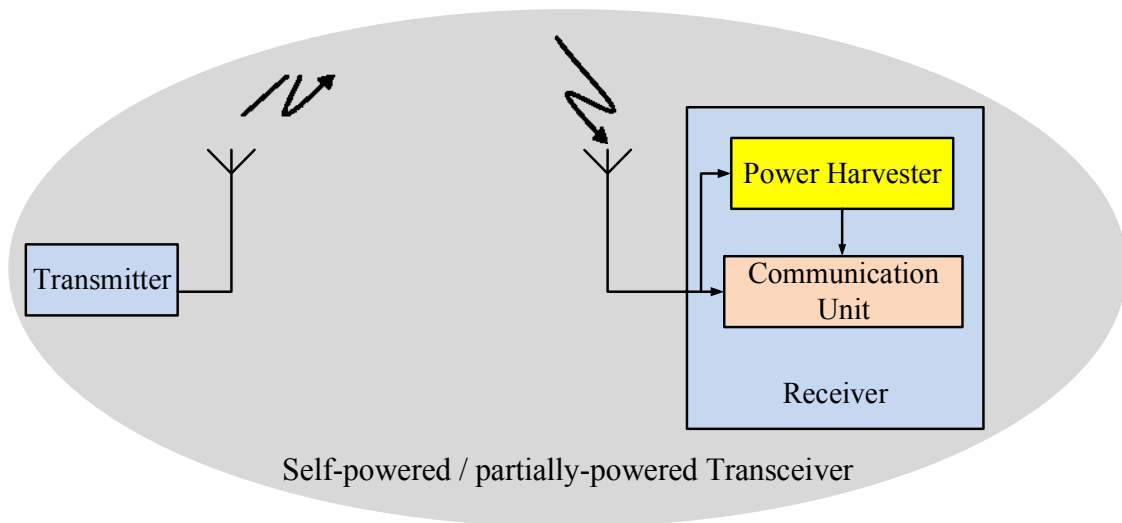 Transmitter
Power Harvester
Communication
Unit
Receiver
Self-powered / partially-powered Transceiver